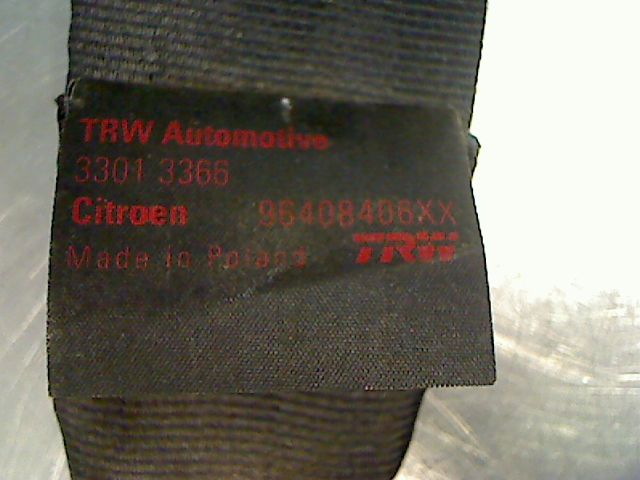 TRW Automotive
3301 3366
Citroen 96408406XX
Made in Poland TRW